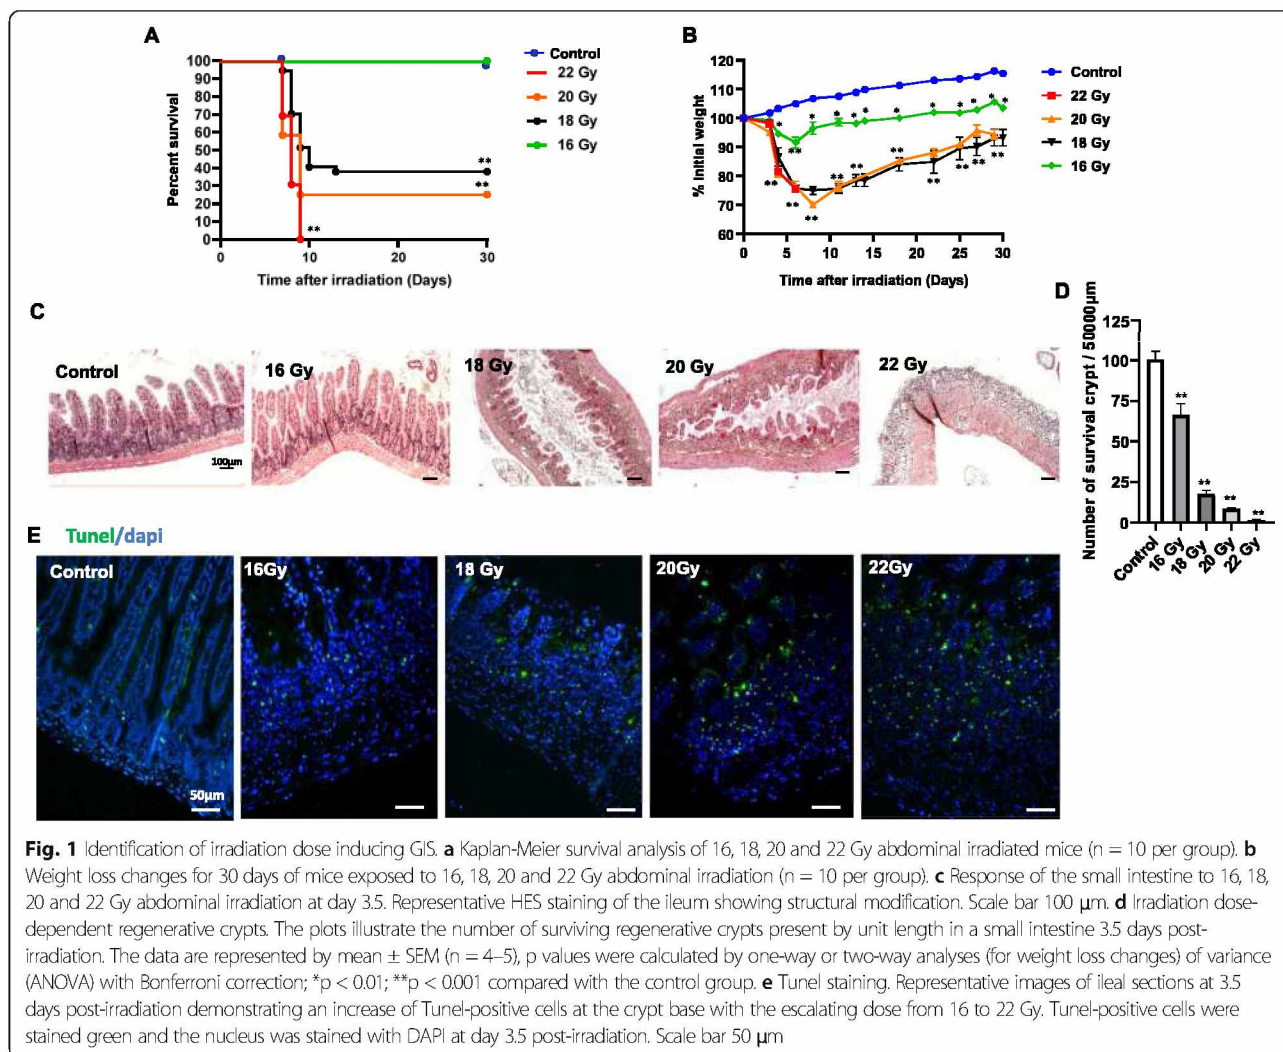 A
Percent survival
100
90
80
70
60
50
40
30
20
10
0
0
10
20
30
Time after irradiation (Days)
**
**
**
Control
22 Gy
20 Gy
18 Gy
16 Gy
B
% initial weight
120
110
100
90
80
70
60
0
5
10
15
20
25
30
Time after irradiation (Days)
* * * * * * * * * *
** ** ** ** ** ** ** ** ** **
Control
22 Gy
20 Gy
18 Gy
16 Gy
C
Control
100µm
16 Gy
18 Gy
20 Gy
22 Gy
D
Number of survival crypt / 50000µm
125
100
75
50
25
0
**
**
**
**
Control
16 Gy
18 Gy
20 Gy
22 Gy
E
Tunel/dapi
Control
50µm
16Gy
18 Gy
20Gy
22Gy
Fig. 1 Identification of irradiation dose inducing GIS. a Kaplan-Meier survival analysis of 16, 18, 20 and 22 Gy abdominal irradiated mice (n = 10 per group). b
Weight loss changes for 30 days of mice exposed to 16, 18, 20 and 22 Gy abdominal irradiation (n = 10 per group). c Response of the small intestine to 16, 18,
20 and 22 Gy abdominal irradiation at day 3.5. Representative HES staining of the ileum showing structural modification. Scale bar 100 µm. d Irradiation dose-
dependent regenerative crypts. The plots illustrate the number of surviving regenerative crypts present by unit length in a small intestine 3.5 days post-
irradiation. The data are represented by mean ± SEM (n = 4–5), p values were calculated by one-way or two-way analyses (for weight loss changes) of variance
(ANOVA) with Bonferroni correction; *p < 0.01; **p < 0.001 compared with the control group. e Tunel staining. Representative images of ileal sections at 3.5
days post-irradiation demonstrating an increase of Tunel-positive cells at the crypt base with the escalating dose from 16 to 22 Gy. Tunel-positive cells were
stained green and the nucleus was stained with DAPI at day 3.5 post-irradiation. Scale bar 50 µm